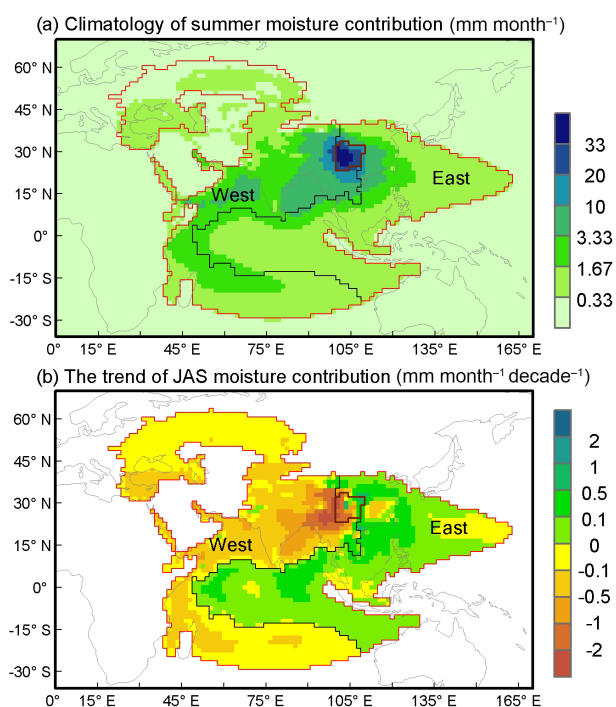 (a) Climatology of summer moisture contribution (mm month⁻¹)
60° N
45° N
30° N
15° N
0°
-15° S
-30° S
West
East
33
20
10
3.33
1.67
0.33
0° 15° E 45° E 75° E 105° E 135° E 165° E
(b) The trend of JAS moisture contribution (mm month⁻¹ decade⁻¹)
60° N
45° N
30° N
15° N
0°
-15° S
-30° S
West
East
2
1
0.5
0.1
0
-0.1
-0.5
-1
-2
0° 15° E 45° E 75° E 105° E 135° E 165° E